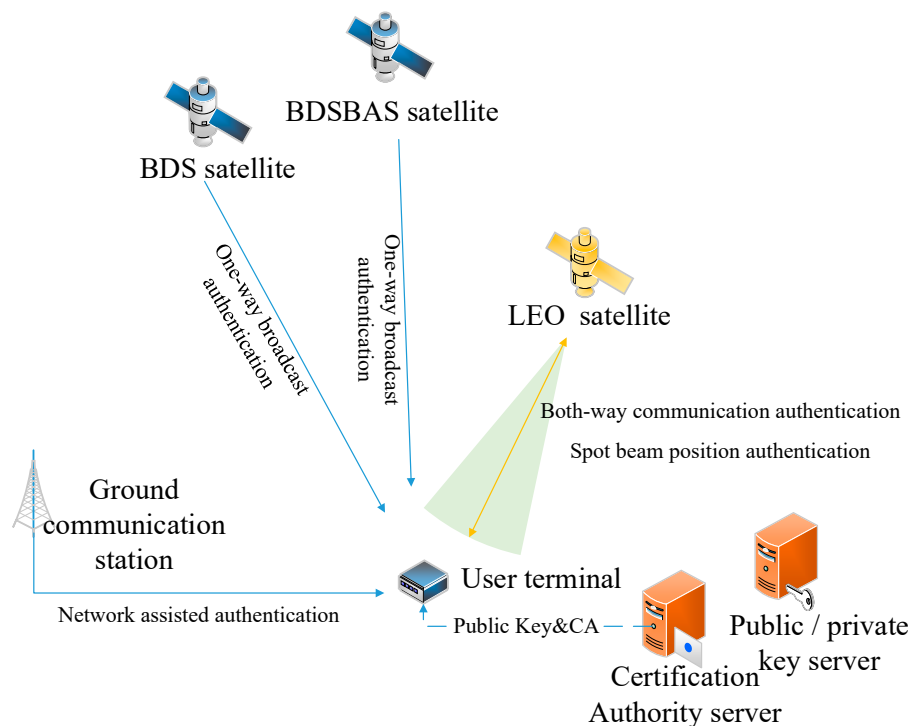 BDSBAS satellite
BDS satellite
One-way broadcast
authentication
One-way broadcast
authentication
LEO satellite
Both-way communication authentication
Spot beam position authentication
Ground
communication
station
Network assisted authentication
User terminal
Public Key&CA
Public / private
key server
Certification
Authority server